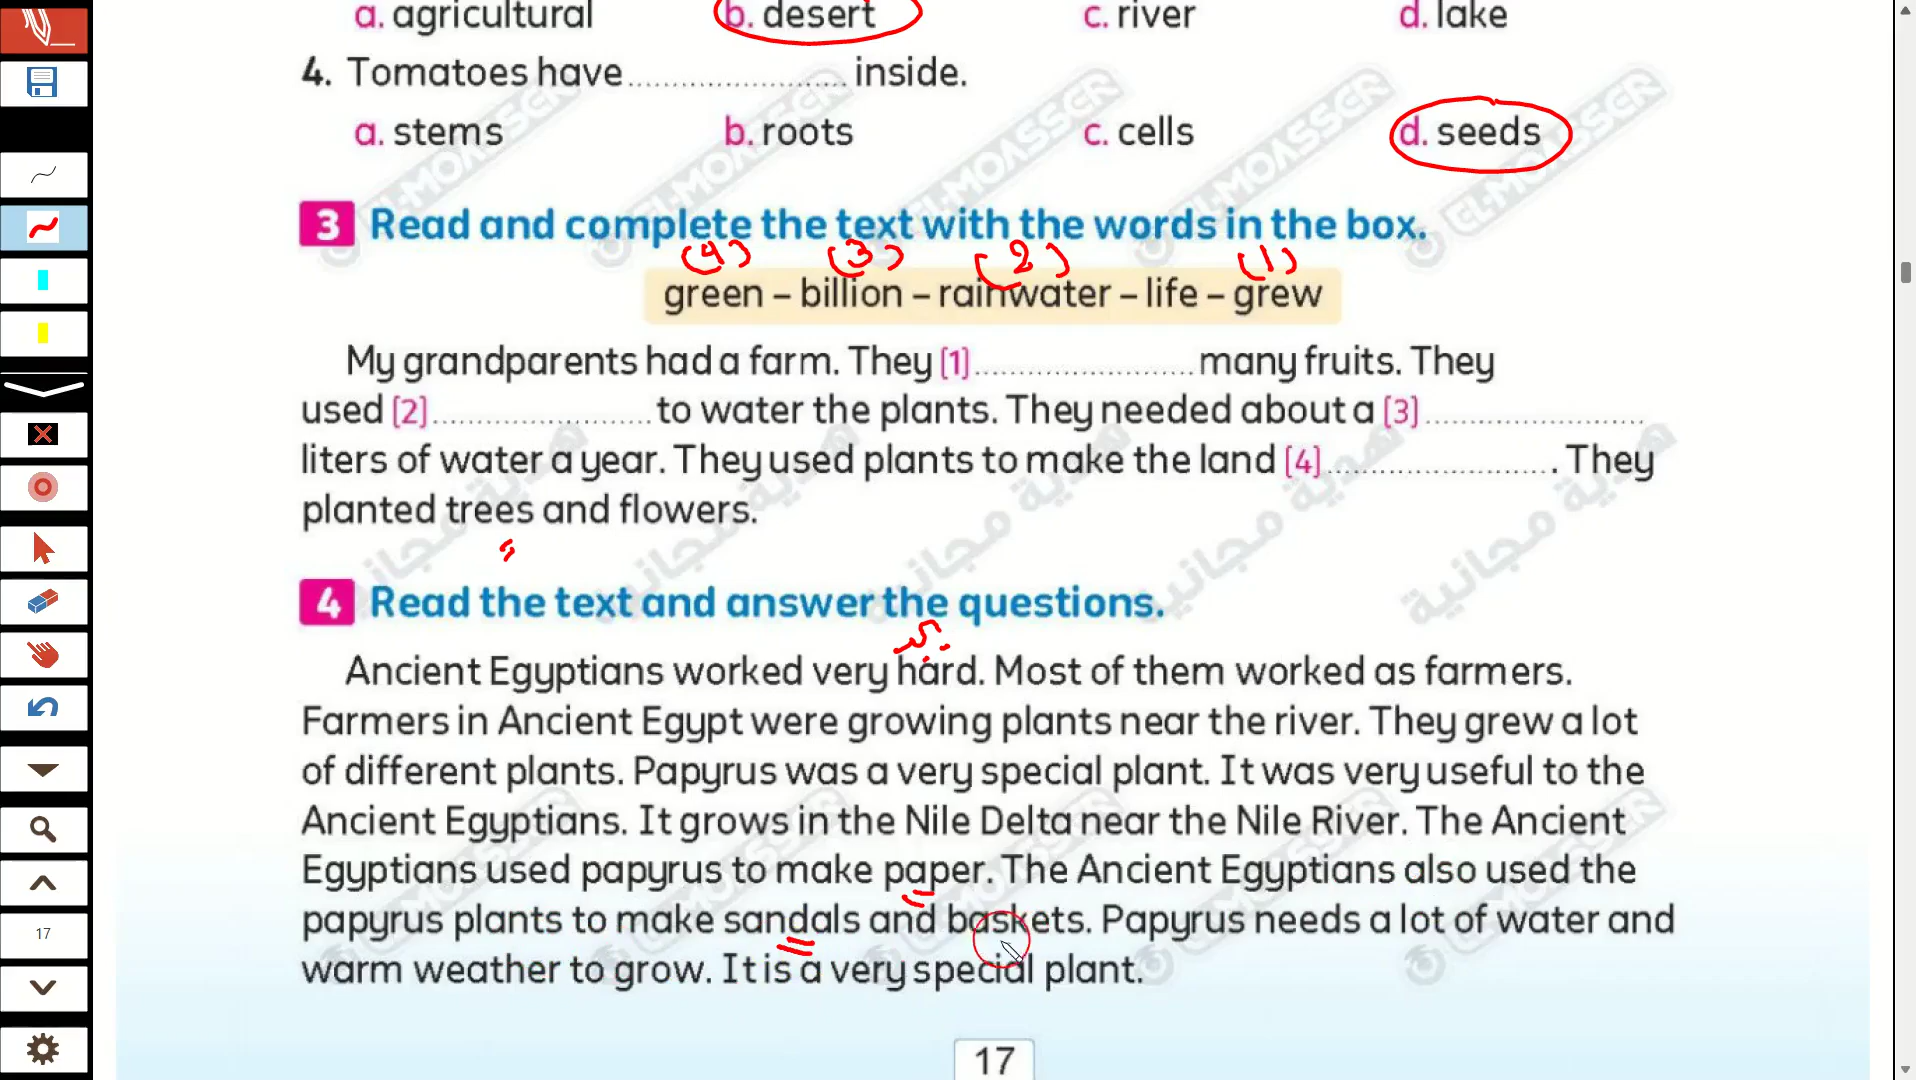 a. agricultural b. desert c. river d. lake
4. Tomatoes have ........................ inside.
a. stems b. roots c. cells d. seeds
3 Read and complete the text with the words in the box.
(4) (3) (2) (1)
green – billion – rainwater – life – grew
My grandparents had a farm. They (1) ........................ many fruits. They
used (2) ........................ to water the plants. They needed about a (3) ........................
liters of water a year. They used plants to make the land (4) ........................ . They
planted trees and flowers.
4 Read the text and answer the questions.
Ancient Egyptians worked very hard. Most of them worked as farmers.
Farmers in Ancient Egypt were growing plants near the river. They grew a lot
of different plants. Papyrus was a very special plant. It was very useful to the
Ancient Egyptians. It grows in the Nile Delta near the Nile River. The Ancient
Egyptians used papyrus to make paper. The Ancient Egyptians also used the
papyrus plants to make sandals and baskets. Papyrus needs a lot of water and
warm weather to grow. It is a very special plant.
17
17
EL-MOASSER
هدية مجانية